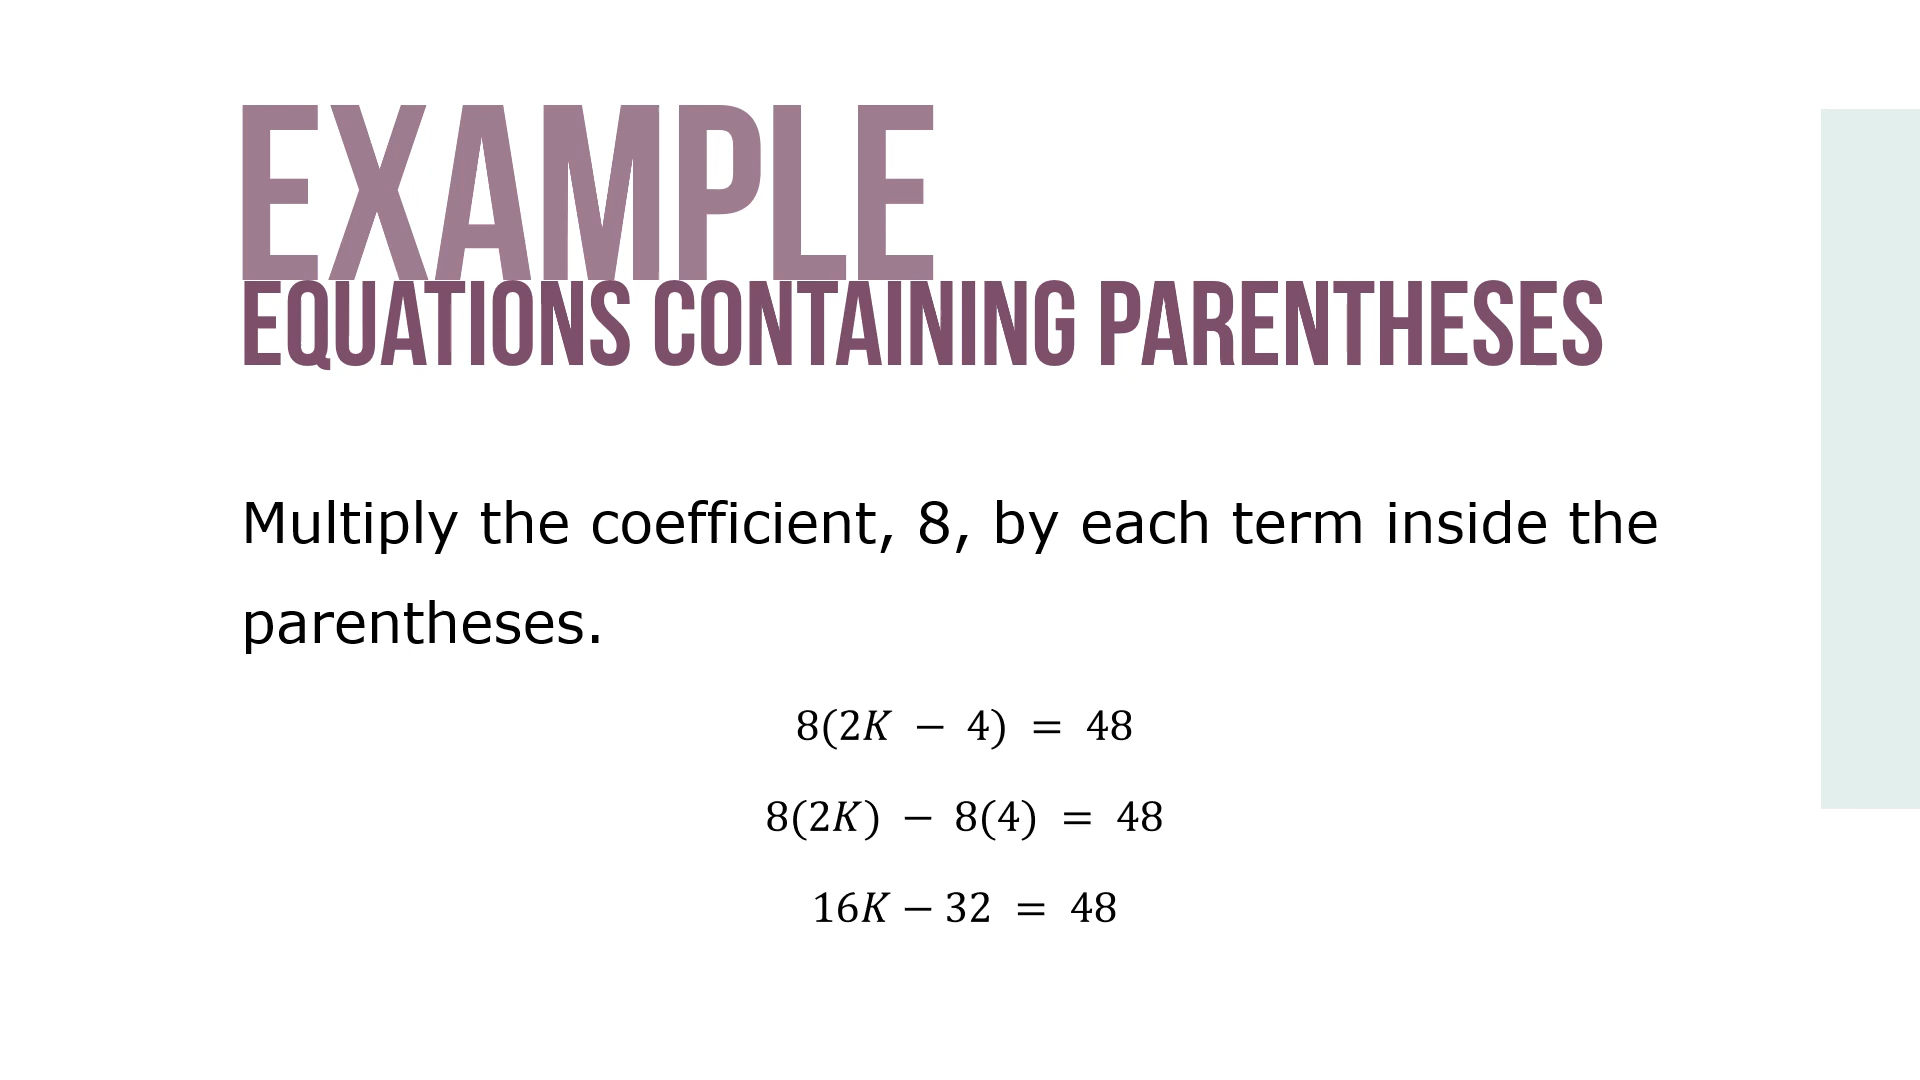 EXAMPLE
EQUATIONS CONTAINING PARENTHESES
Multiply the coefficient, 8, by each term inside the
parentheses.
8(2K − 4) = 48
8(2K) − 8(4) = 48
16K − 32 = 48